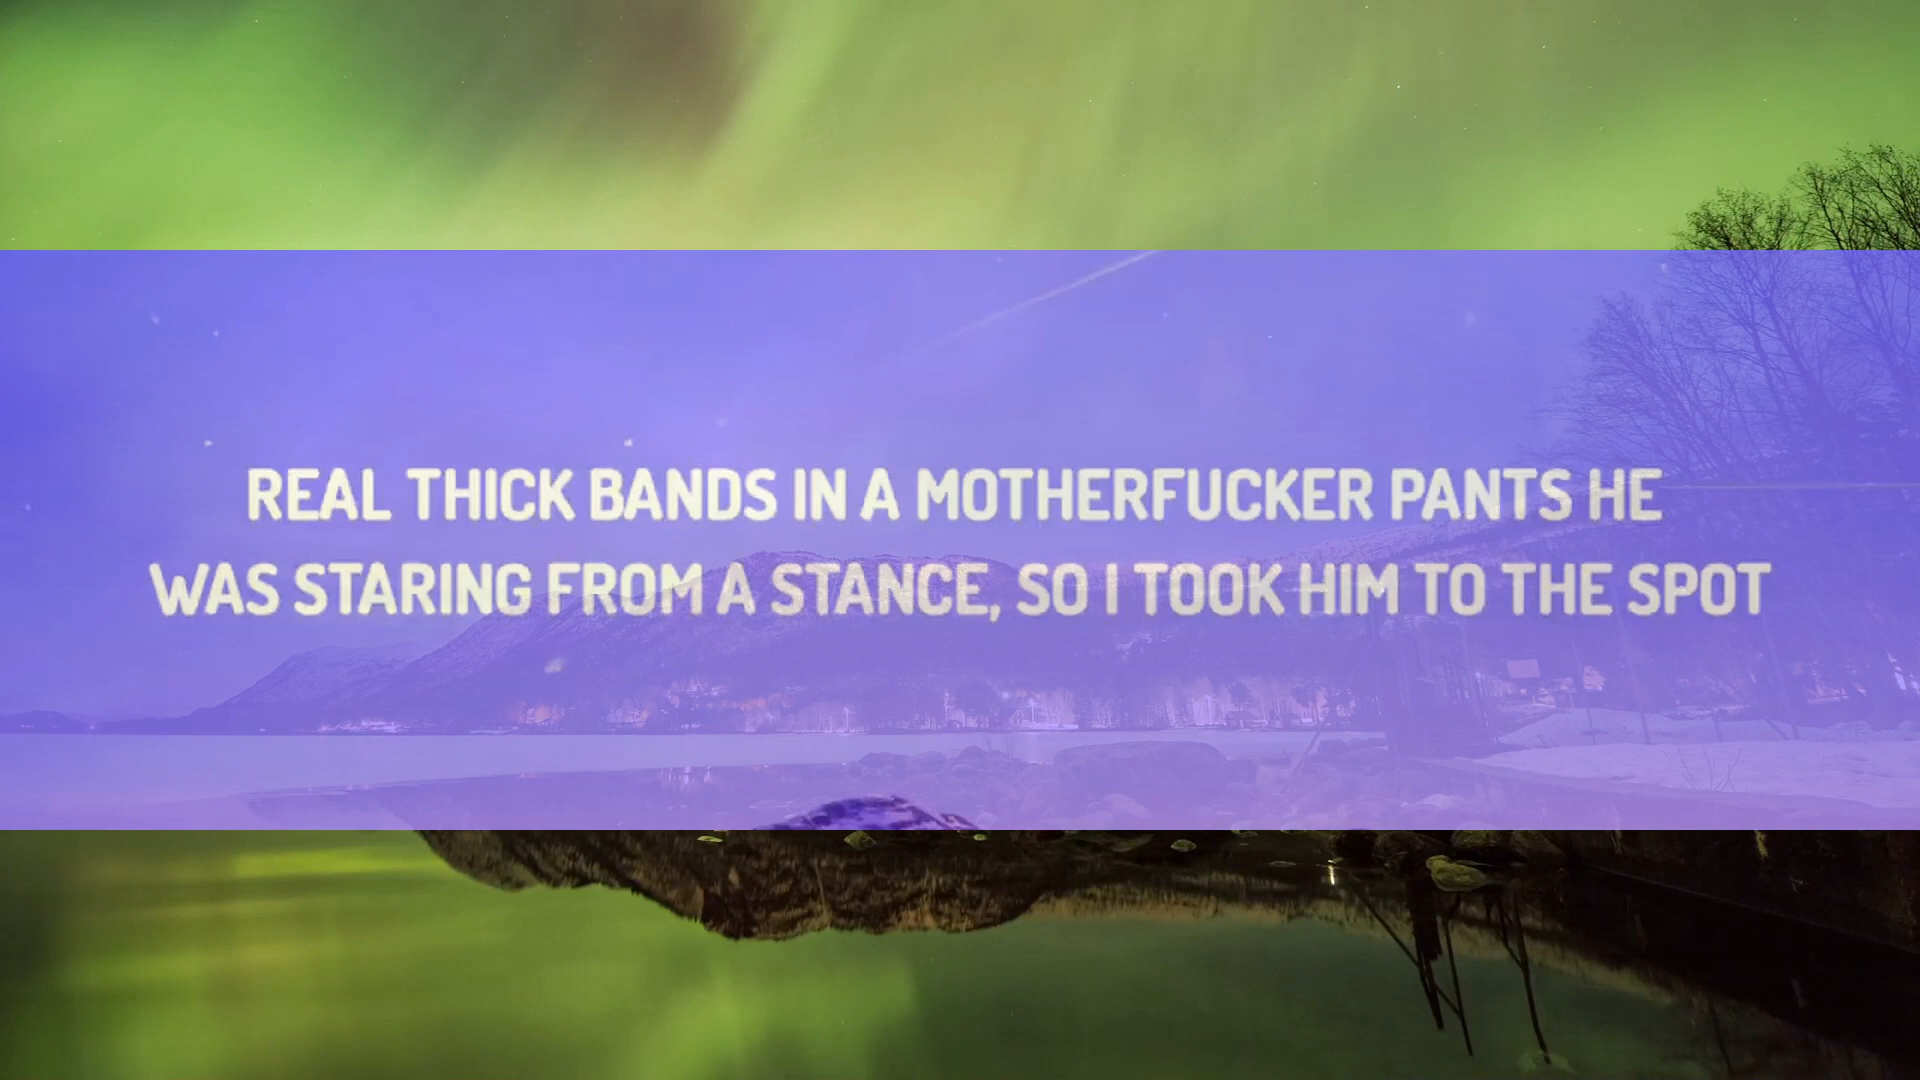 REAL THICK BANDS IN A MOTHERFUCKER PANTS HE
WAS STARING FROM A STANCE, SO I TOOK HIM TO THE SPOT